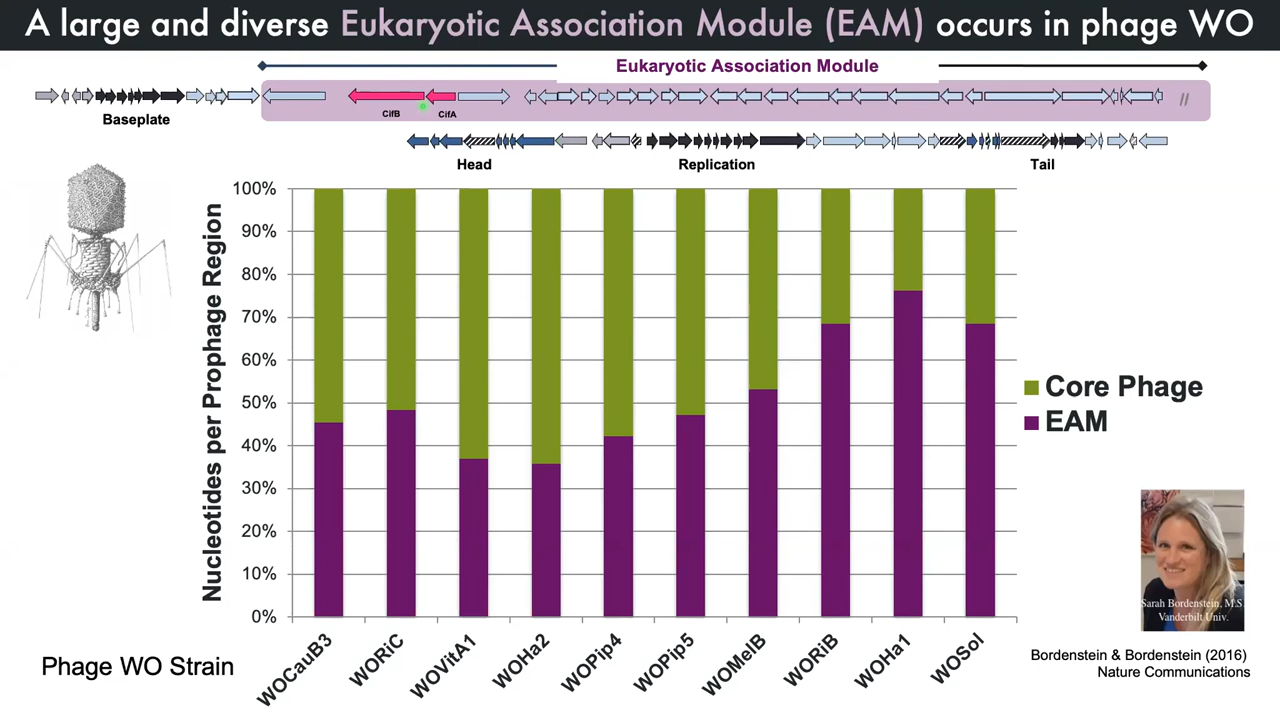 A large and diverse Eukaryotic Association Module (EAM) occurs in phage WO
Eukaryotic Association Module
CifB
CifA
Baseplate
Head
Replication
Tail
Nucleotides per Prophage Region
100%
90%
80%
70%
60%
50%
40%
30%
20%
10%
0%
WOCauB3
WORiC
WOVitA1
WOHa2
WOPip4
WOPip5
WOMelB
WORiB
WOHa1
WOSol
Phage WO Strain
Core Phage
EAM
Sarah Bordenstein, M.S.
Vanderbilt Univ.
Bordenstein & Bordenstein (2016)
Nature Communications